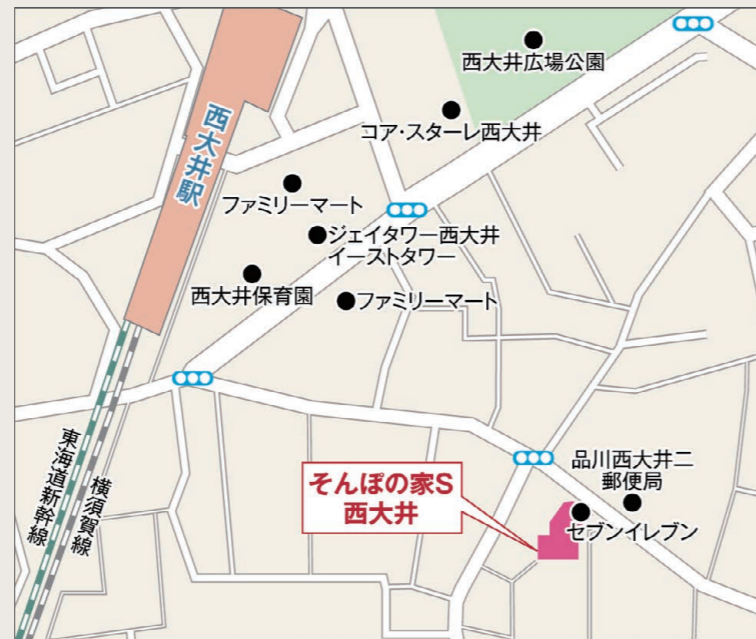 西大井広場公園
コア・スターレ西大井
西大井駅
ファミリーマート
ジェイタワー西大井
イーストタワー
西大井保育園
ファミリーマート
東海道新幹線
横須賀線
そんぽの家S
西大井
品川西大井二
郵便局
セブンイレブン